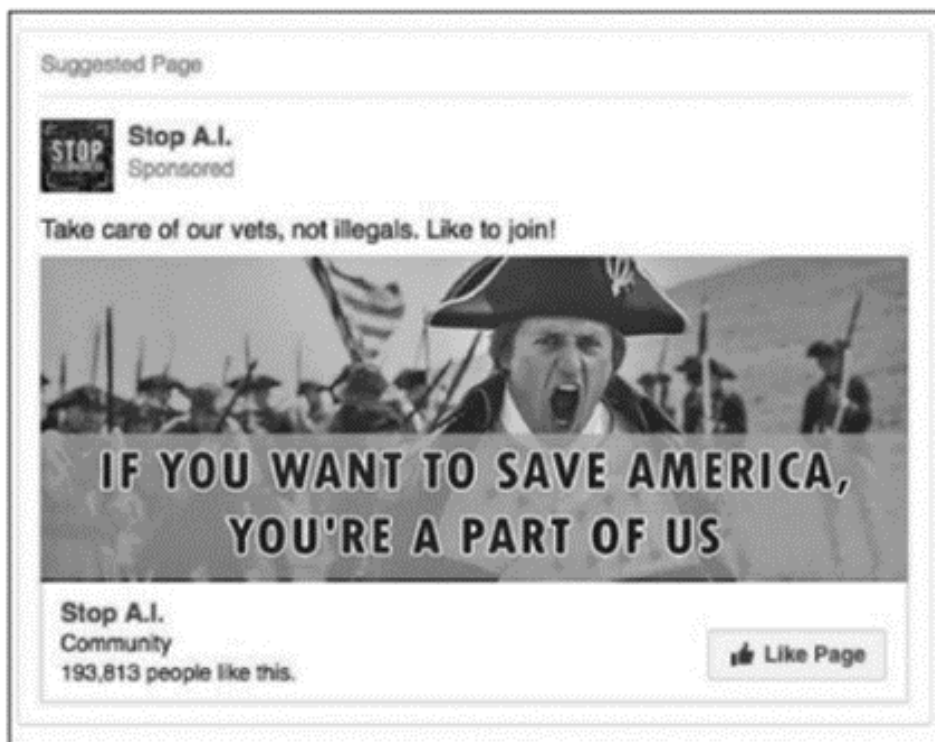 Suggested Page
STOP
Stop A.I.
Sponsored
Take care of our vets, not illegals. Like to join!
IF YOU WANT TO SAVE AMERICA,
YOU'RE A PART OF US
Stop A.I.
Community
193,813 people like this.
Like Page